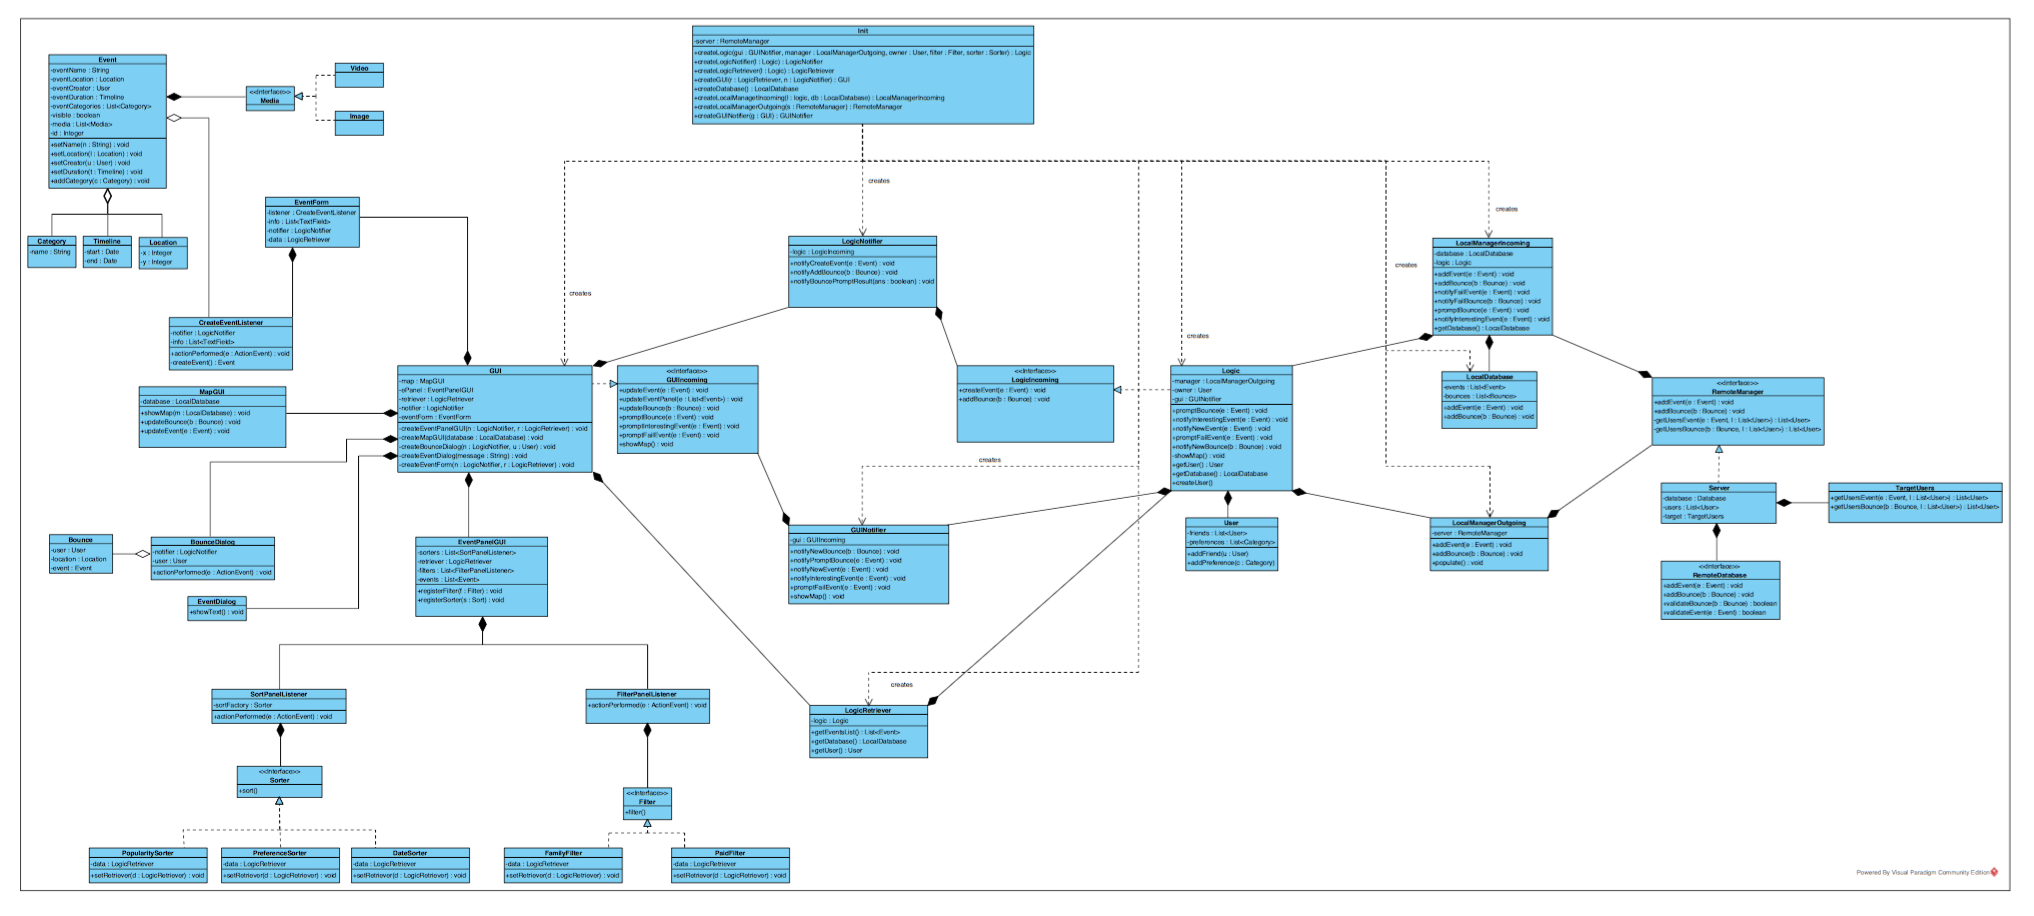 Init
-server : RemoteManager
+createLogic(gui : GUINotifier, manager : LocalManagerOutgoing, owner : User, filter : Filter, sorter : Sorter) : Logic
+createLogicNotifier(l : Logic) : LogicNotifier
+createLogicRetriever(l : Logic) : LogicRetriever
+createGUI(r : LogicRetriever, n : LogicNotifier) : GUI
+createDatabase() : LocalDatabase
+createLocalManagerIncoming(l : logic, db : LocalDatabase) : LocalManagerIncoming
+createLocalManagerOutgoing(s : RemoteManager) : RemoteManager
+createGUINotifier(g : GUI) : GUINotifier
Event
-eventName : String
-eventLocation : Location
-eventCreator : User
-eventDuration : Timeline
-eventCategories : List<Category>
-visible : boolean
-media : List<Media>
-id : Integer
+setName(n : String) : void
+setLocation(l : Location) : void
+setCreator(u : User) : void
+setDuration(t : Timeline) : void
+addCategory(c : Category) : void
<<Interface>>
Media
Video
Image
Category
-name : String
Timeline
-start : Date
-end : Date
Location
-x : Integer
-y : Integer
EventForm
-listener : CreateEventListener
-info : List<TextField>
-notifier : LogicNotifier
-data : LogicRetriever
CreateEventListener
-notifier : LogicNotifier
-info : List<TextField>
+actionPerformed(e : ActionEvent) : void
-createEvent() : Event
MapGUI
-database : LocalDatabase
+showMap(m : LocalDatabase) : void
+updateBounce(b : Bounce) : void
+updateEvent(e : Event) : void
GUI
-map : MapGUI
-ePanel : EventPanelGUI
-retriever : LogicRetriever
-notifier : LogicNotifier
-eventForm : EventForm
-createEventPanelGUI(n : LogicNotifier, r : LogicRetriever) : void
-createMapGUI(database : LocalDatabase) : void
-createBounceDialog(n : LogicNotifier, u : User) : void
-createEventDialog(message : String) : void
-createEventForm(n : LogicNotifier, r : LogicRetriever) : void
<<Interface>>
GUIIncoming
+updateEvent(e : Event) : void
+updateEventPanel(e : List<Event>) : void
+updateBounce(b : Bounce) : void
+promptBounce(e : Event) : void
+promptInterestingEvent(e : Event) : void
+promptFailEvent(e : Event) : void
+showMap() : void
creates
creates
creates
creates
creates
creates
creates
LogicNotifier
-logic : LogicIncoming
+notifyCreateEvent(e : Event) : void
+notifyAddBounce(b : Bounce) : void
+notifyBouncePromptResult(ans : boolean) : void
<<Interface>>
LogicIncoming
+createEvent(e : Event) : void
+addBounce(b : Bounce) : void
Logic
-manager : LocalManagerOutgoing
-owner : User
-gui : GUINotifier
+promptBounce(e : Event) : void
+notifyInterestingEvent(e : Event) : void
+notifyNewEvent(e : Event) : void
+promptFailEvent(e : Event) : void
+notifyNewBounce(b : Bounce) : void
-showMap() : void
+getUser() : User
+getDatabase() : LocalDatabase
+createUser()
LocalManagerIncoming
-database : LocalDatabase
-logic : Logic
+addEvent(e : Event) : void
+addBounce(b : Bounce) : void
+notifyFailEvent(e : Event) : void
+notifyFailBounce(b : Bounce) : void
+promptBounce(e : Event) : void
+notifyInterestingEvent(e : Event) : void
+getDatabase() : LocalDatabase
LocalDatabase
-events : List<Event>
-bounces : List<Bounce>
+addEvent(e : Event) : void
+addBounce(b : Bounce) : void
<<Interface>>
RemoteManager
+addEvent(e : Event) : void
+addBounce(b : Bounce) : void
-getUsersEvent(e : Event, l : List<User>) : List<User>
-getUsersBounce(b : Bounce, l : List<User>) : List<User>
Server
-database : Database
-users : List<User>
-target : TargetUsers
TargetUsers
+getUsersEvent(e : Event, l : List<User>) : List<User>
+getUsersBounce(b : Bounce, l : List<User>) : List<User>
<<Interface>>
RemoteDatabase
+addEvent(e : Event) : void
+addBounce(b : Bounce) : void
+validateBounce(b : Bounce) : boolean
+validateEvent(e : Event) : boolean
LocalManagerOutgoing
-server : RemoteManager
+addEvent(e : Event) : void
+addBounce(b : Bounce) : void
+populate() : void
User
-friends : List<User>
-preferences : List<Category>
+addFriend(u : User)
+addPreference(c : Category)
GUINotifier
-gui : GUIIncoming
+notifyNewBounce(b : Bounce) : void
+notifyPromptBounce(e : Event) : void
+notifyNewEvent(e : Event) : void
+notifyInterestingEvent(e : Event) : void
+promptFailEvent(e : Event) : void
+showMap() : void
Bounce
-user : User
-location : Location
-event : Event
BounceDialog
-notifier : LogicNotifier
-user : User
+actionPerformed(e : ActionEvent) : void
EventDialog
+showText() : void
EventPanelGUI
-sorters : List<SortPanelListener>
-retriever : LogicRetriever
-filters : List<FilterPanelListener>
-events : List<Event>
+registerFilter(f : Filter) : void
+registerSorter(s : Sort) : void
SortPanelListener
-sortFactory : Sorter
+actionPerformed(e : ActionEvent) : void
FilterPanelListener
+actionPerformed(e : ActionEvent) : void
LogicRetriever
-logic : Logic
+getEventsList() : List<Event>
+getDatabase() : LocalDatabase
+getUser() : User
<<Interface>>
Sorter
+sort()
<<Interface>>
Filter
+filter()
PopularitySorter
-data : LogicRetriever
+setRetriever(d : LogicRetriever) : void
PreferenceSorter
-data : LogicRetriever
+setRetriever(d : LogicRetriever) : void
DateSorter
-data : LogicRetriever
+setRetriever(d : LogicRetriever) : void
FamilyFilter
-data : LogicRetriever
+setRetriever(d : LogicRetriever) : void
PaidFilter
-data : LogicRetriever
+setRetriever(d : LogicRetriever) : void
Powered By Visual Paradigm Community Edition